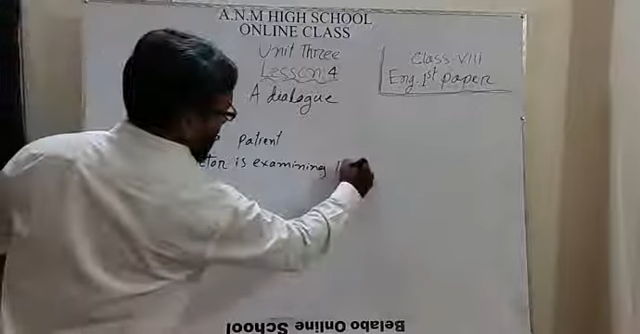 A.N.M HIGH SCHOOL
ONLINE CLASS
Unit Three
Lesson: 4
A dialogue
Class-VIII
Eng. 1st paper
a patient
is examining
Belabo Online School